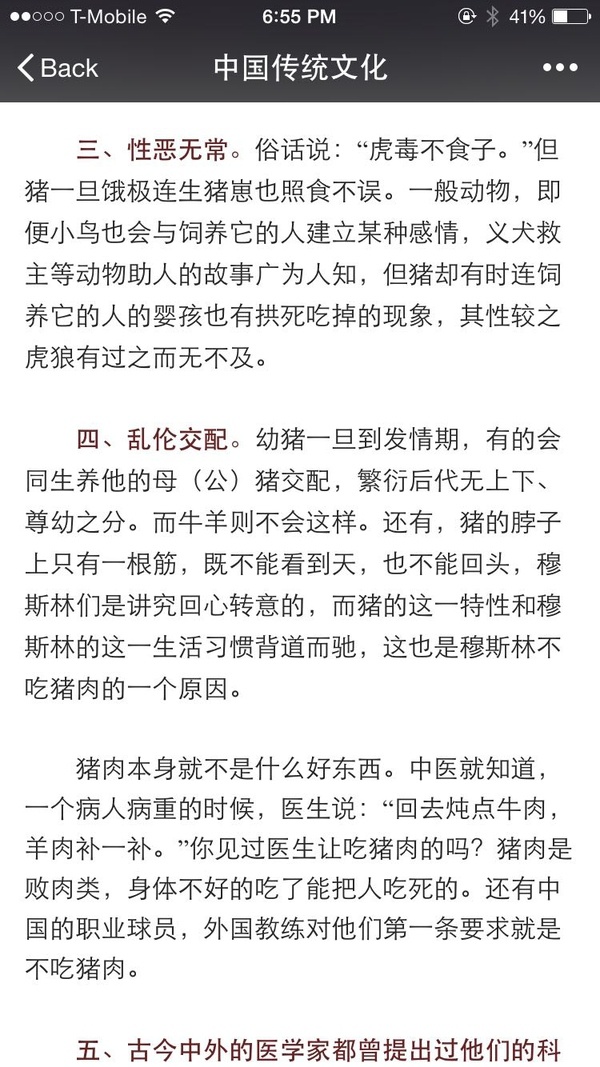 T-Mobile 6:55 PM 41%
Back 中国传统文化
三、性恶无常。俗话说：“虎毒不食子。”但
猪一旦饿极连生猪崽也照食不误。一般动物，即
便小鸟也会与饲养它的人建立某种感情，义犬救
主等动物助人的故事广为人知，但猪却有时连饲
养它的人的婴孩也有拱死吃掉的现象，其性较之
虎狼有过之而无不及。
四、乱伦交配。幼猪一旦到发情期，有的会
同生养他的母（公）猪交配，繁衍后代无上下、
尊幼之分。而牛羊则不会这样。还有，猪的脖子
上只有一根筋，既不能看到天，也不能回头，穆
斯林们是讲究回心转意的，而猪的这一特性和穆
斯林的这一生活习惯背道而驰，这也是穆斯林不
吃猪肉的一个原因。
猪肉本身就不是什么好东西。中医就知道，
一个病人病重的时候，医生说：“回去炖点牛肉，
羊肉补一补。”你见过医生让吃猪肉的吗？猪肉是
败肉类，身体不好的吃了能把人吃死的。还有中
国的职业球员，外国教练对他们第一条要求就是
不吃猪肉。
五、古今中外的医学家都曾提出过他们的科